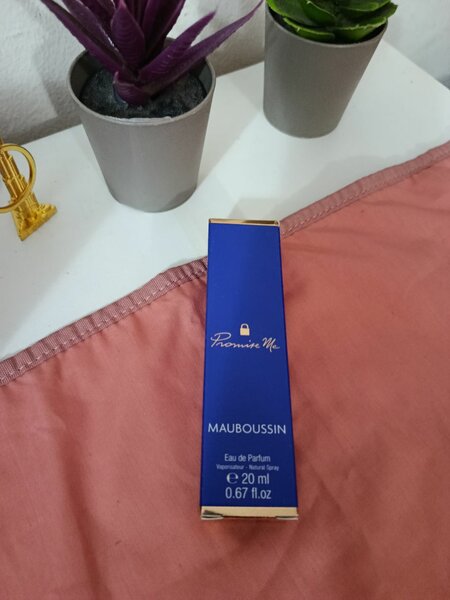 Promise Me
MAUBOUSSIN
Eau de Parfum
Vaporisateur - Natural Spray
℮ 20 ml
0.67 fl.oz